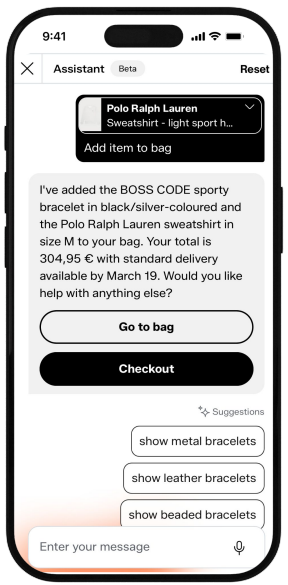 9:41
Assistant
Beta
Reset
Polo Ralph Lauren
Sweatshirt - light sport h...
Add item to bag
I've added the BOSS CODE sporty
bracelet in black/silver-coloured and
the Polo Ralph Lauren sweatshirt in
size M to your bag. Your total is
304,95 € with standard delivery
available by March 19. Would you like
help with anything else?
Go to bag
Checkout
Suggestions
show metal bracelets
show leather bracelets
show beaded bracelets
Enter your message